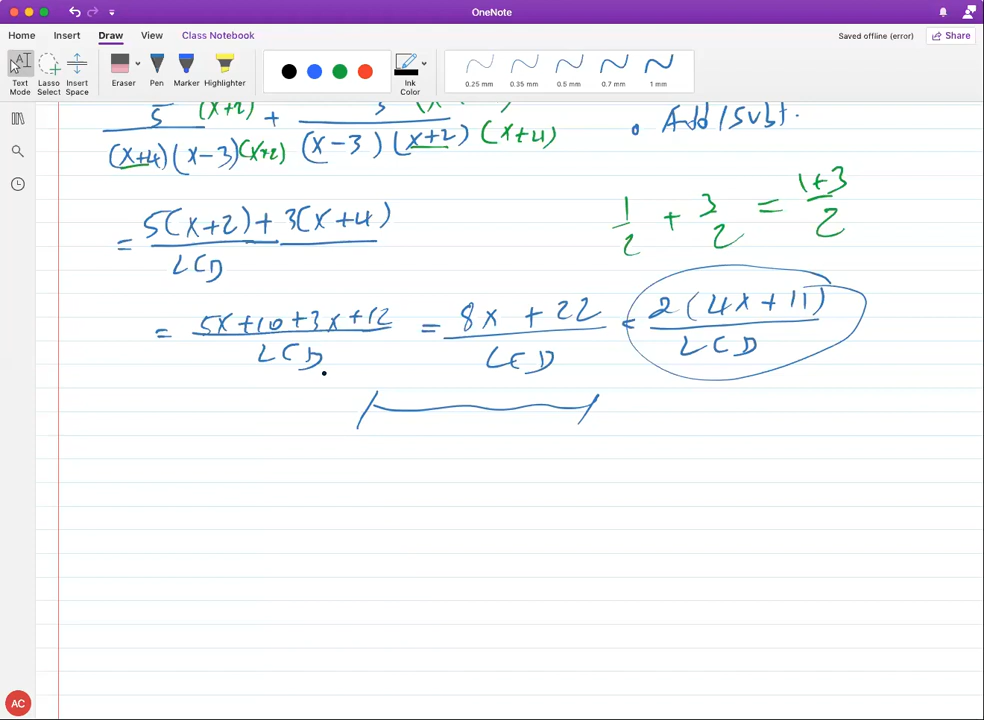 OneNote
Home Insert Draw View Class Notebook
Saved offline (error) Share
Text Mode Lasso Select Insert Space Eraser Pen Marker Highlighter Ink Color 0.25 mm 0.35 mm 0.5 mm 0.7 mm 1 mm
5 (x+2) +
(x+4)(x-3)(x+2) (x-3)(x+2)(x+4)
• Add/Subt.
1/2 + 3/2 = (1+3)/2
= 5(x+2)+3(x+4)
LCD
= 5x+10+3x+12 = 8x+22 = 2(4x+11)
LCD LCD LCD
AC